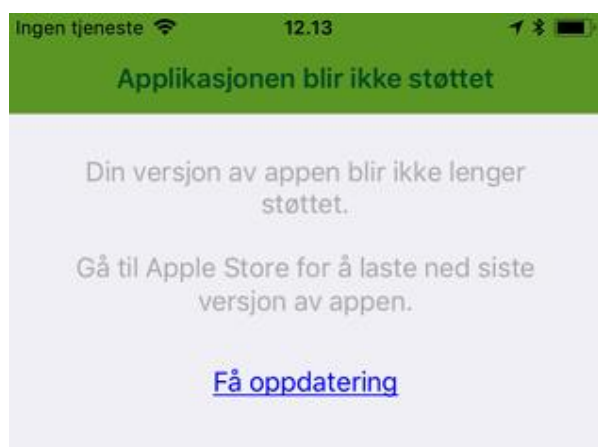 Ingen tjeneste 12.13
Applikasjonen blir ikke støttet
Din versjon av appen blir ikke lenger
støttet.
Gå til Apple Store for å laste ned siste
versjon av appen.
Få oppdatering